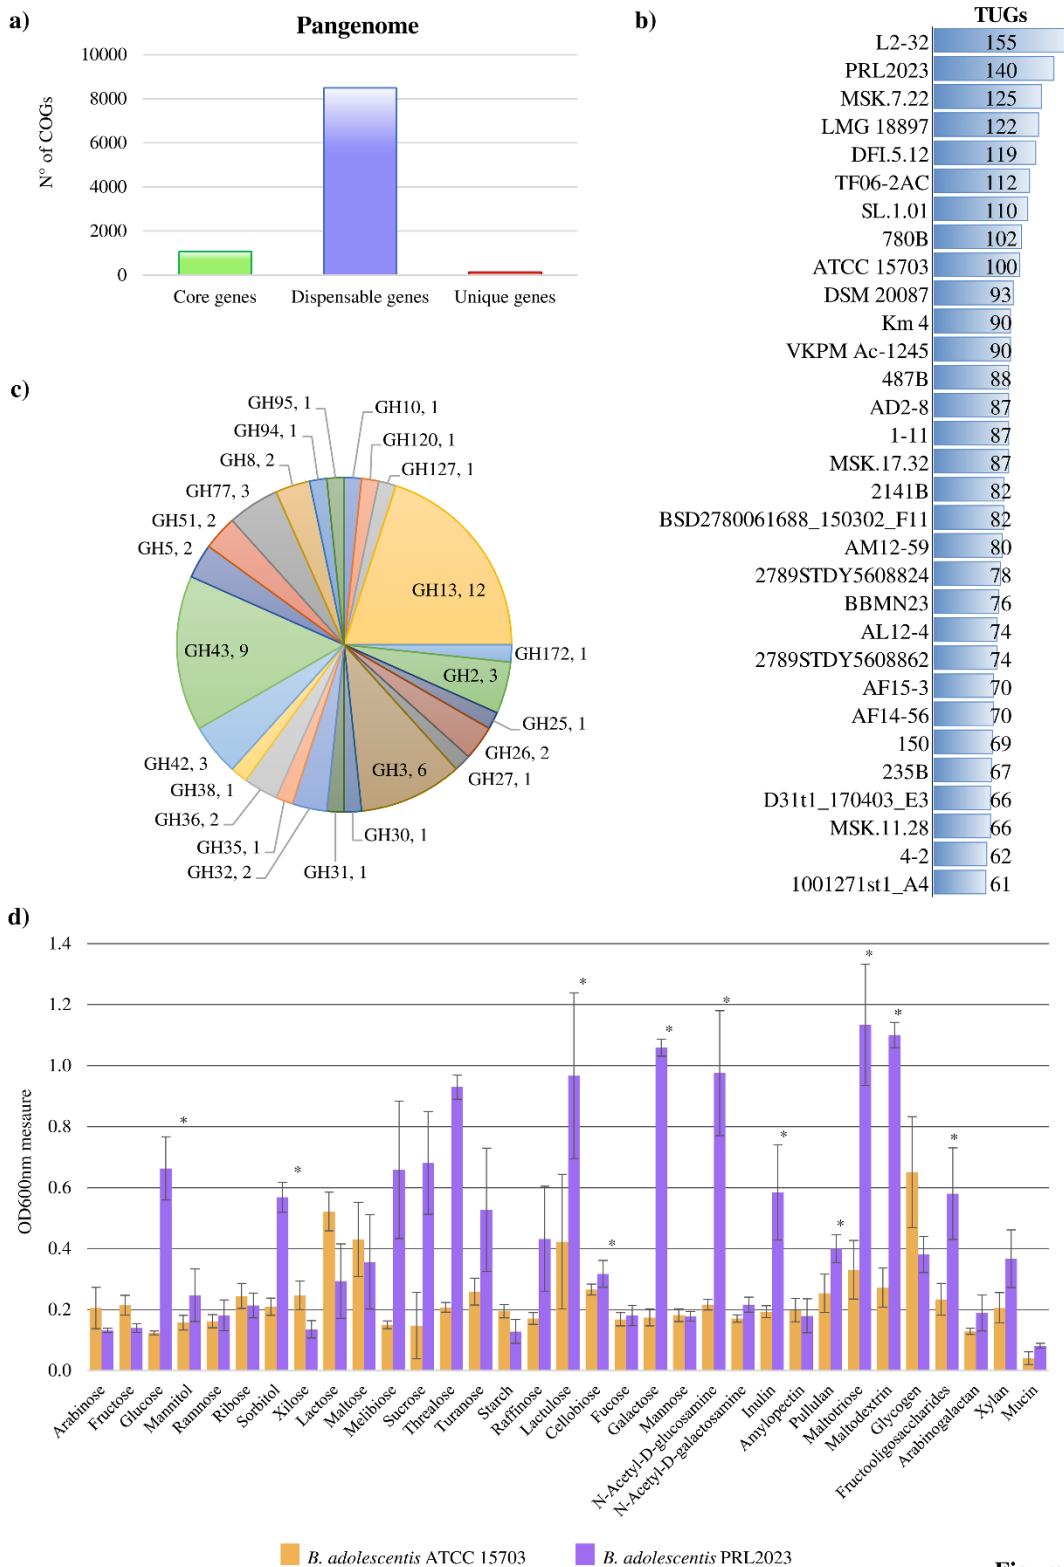 a)
Pangenome
10000
8000
6000
4000
2000
0
N° of COGs
Core genes
Dispensable genes
Unique genes
b)
TUGs
L2-32 155
PRL2023 140
MSK.7.22 125
LMG 18897 122
DFI.5.12 119
TF06-2AC 112
SL.1.01 110
780B 102
ATCC 15703 100
DSM 20087 93
Km 4 90
VKPM Ac-1245 90
487B 88
AD2-8 87
1-11 87
MSK.17.32 87
2141B 82
BSD2780061688_150302_F11 82
AM12-59 80
2789STDY5608824 78
BBMN23 76
AL12-4 74
2789STDY5608862 74
AF15-3 70
AF14-56 70
150 69
235B 67
D31t1_170403_E3 66
MSK.11.28 66
4-2 62
1001271st1_A4 61
c)
GH95, 1
GH10, 1
GH94, 1
GH120, 1
GH8, 2
GH127, 1
GH77, 3
GH51, 2
GH5, 2
GH13, 12
GH43, 9
GH172, 1
GH2, 3
GH25, 1
GH26, 2
GH42, 3
GH3, 6
GH27, 1
GH38, 1
GH36, 2
GH30, 1
GH35, 1
GH32, 2
GH31, 1
d)
1.4
1.2
1.0
0.8
0.6
0.4
0.2
0.0
OD600nm mesaure
*
*
*
*
*
*
*
*
*
*
*
Arabinose
Fructose
Glucose
Mannitol
Ramnose
Ribose
Sorbitol
Xilose
Lactose
Maltose
Melibiose
Sucrose
Threalose
Turanose
Starch
Raffinose
Lactulose
Cellobiose
Fucose
Galactose
Mannose
N-Acetyl-D-glucosamine
N-Acetyl-D-galactosamine
Inulin
Amylopectin
Pullulan
Maltotriose
Maltodextrin
Glycogen
Fructooligosaccharides
Arabinogalactan
Xylan
Mucin
B. adolescentis ATCC 15703
B. adolescentis PRL2023